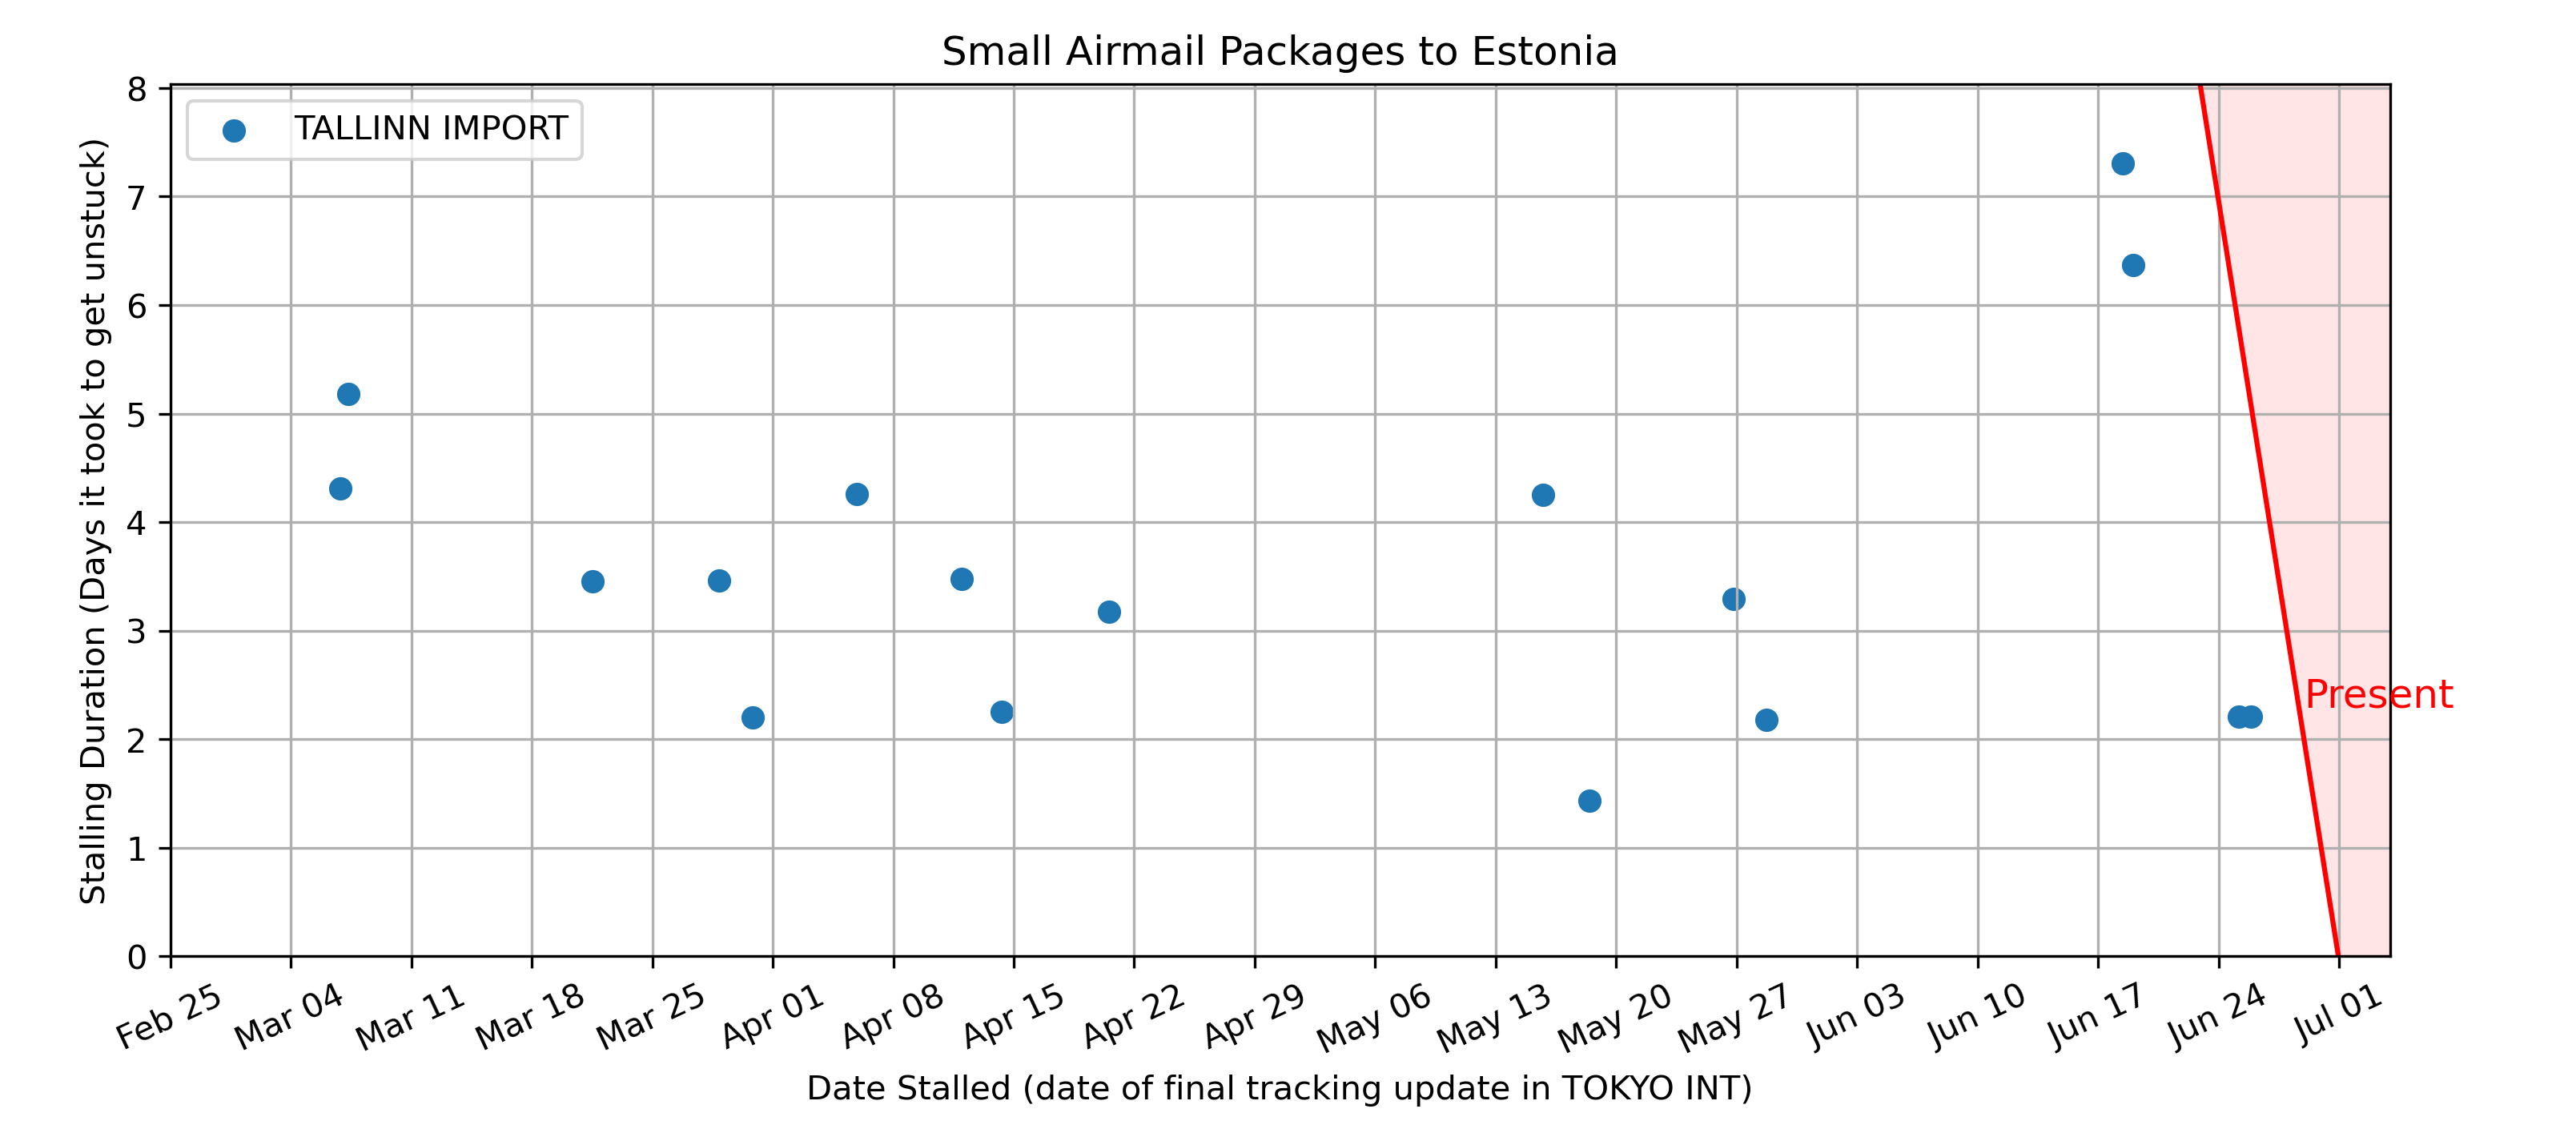 Small Airmail Packages to Estonia
TALLINN IMPORT
Stalling Duration (Days it took to get unstuck)
8
7
6
5
4
3
2
1
0
Present
Feb 25
Mar 04
Mar 11
Mar 18
Mar 25
Apr 01
Apr 08
Apr 15
Apr 22
Apr 29
May 06
May 13
May 20
May 27
Jun 03
Jun 10
Jun 17
Jun 24
Jul 01
Date Stalled (date of final tracking update in TOKYO INT)